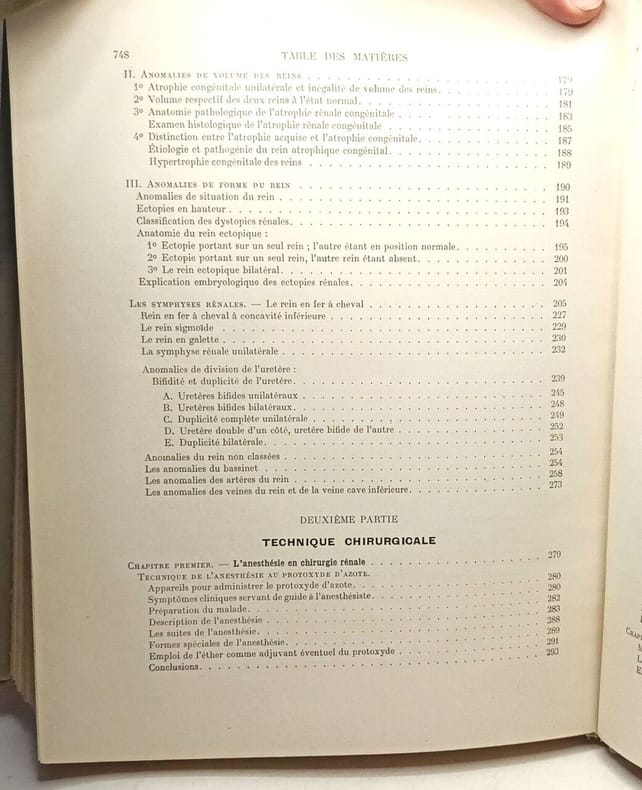 748 TABLE DES MATIÈRES
II. Anomalies de volume des reins . . . 179
1º Atrophie congénitale unilatérale et inégalité de volume des reins. . . . 179
2º Volume respectif des deux reins à l'état normal. . . . 181
3º Anatomie pathologique de l'atrophie rénale congénitale . . . 183
Examen histologique de l'atrophie rénale congénitale . . . 185
4º Distinction entre l'atrophie acquise et l'atrophie congénitale. . . . 187
Étiologie et pathogénie du rein atrophique congénital. . . . 188
Hypertrophie congénitale des reins . . . 189
III. Anomalies de forme du rein . . . 190
Anomalies de situation du rein . . . 191
Ectopies en hauteur . . . 193
Classification des dystopies rénales. . . . 194
Anatomie du rein ectopique :
1º Ectopie portant sur un seul rein ; l'autre étant en position normale. . . . 195
2º Ectopie portant sur un seul rein, l'autre rein étant absent. . . . 200
3º Le rein ectopique bilatéral. . . . 201
Explication embryologique des ectopies rénales. . . . 204
Les symphyses rénales. — Le rein en fer à cheval . . . 205
Rein en fer à cheval à concavité inférieure . . . 227
Le rein sigmoïde . . . 229
Le rein en galette . . . 230
La symphyse rénale unilatérale . . . 232
Anomalies de division de l'uretère :
Bifidité et duplicité de l'uretère. . . . 239
A. Uretères bifides unilatéraux . . . 245
B. Uretères bifides bilatéraux. . . . 248
C. Duplicité complète unilatérale . . . 249
D. Uretère double d'un côté, uretère bifide de l'autre . . . 252
E. Duplicité bilatérale. . . . 253
Anomalies du rein non classées . . . 254
Les anomalies du bassinet . . . 254
Les anomalies des artères du rein . . . 258
Les anomalies des veines du rein et de la veine cave inférieure. . . . 273
DEUXIÈME PARTIE
TECHNIQUE CHIRURGICALE
Chapitre premier. — L'anesthésie en chirurgie rénale . . . 279
Technique de l'anesthésie au protoxyde d'azote.
Appareils pour administrer le protoxyde d'azote. . . . 280
Symptômes cliniques servant de guide à l'anesthésiste. . . . 280
Préparation du malade. . . . 282
Description de l'anesthésie . . . 283
Les suites de l'anesthésie. . . . 288
Formes spéciales de l'anesthésie. . . . 289
Emploi de l'éther comme adjuvant éventuel du protoxyde . . . 291
Conclusions. . . . 293